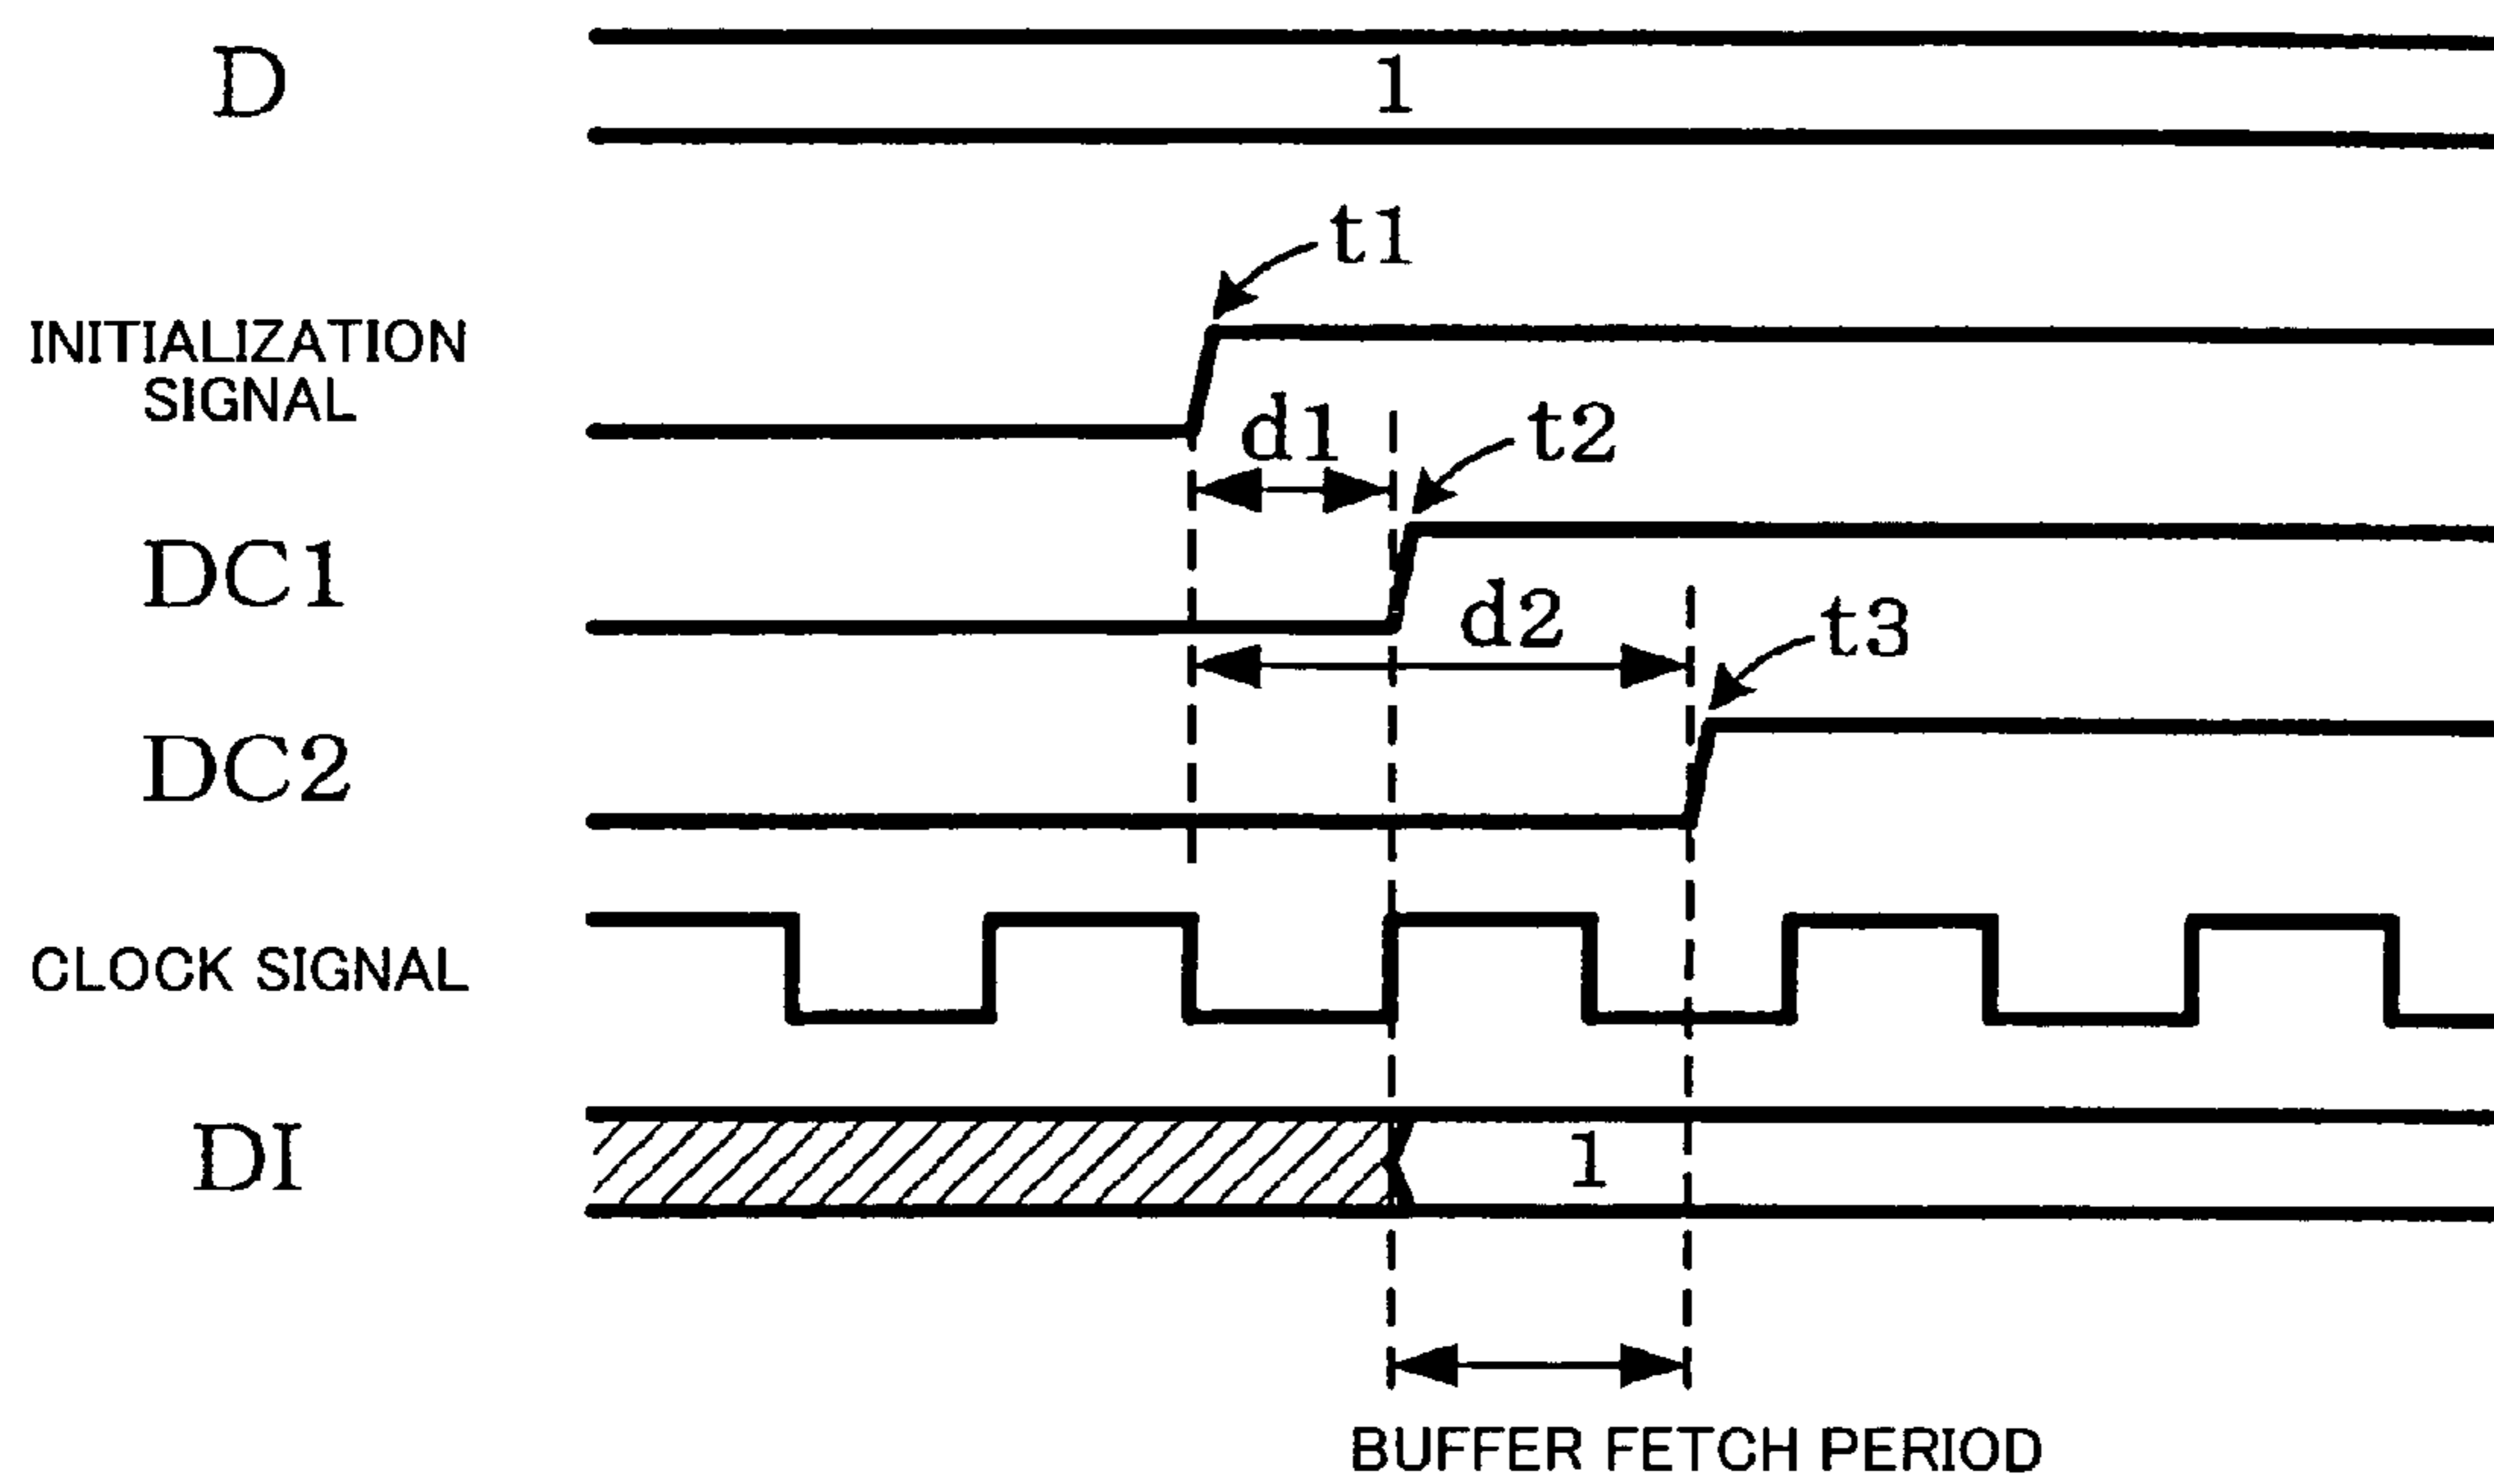 D
1
t1
INITIALIZATION
SIGNAL
d1
t2
DC1
d2
t3
DC2
CLOCK SIGNAL
DI
1
BUFFER FETCH PERIOD